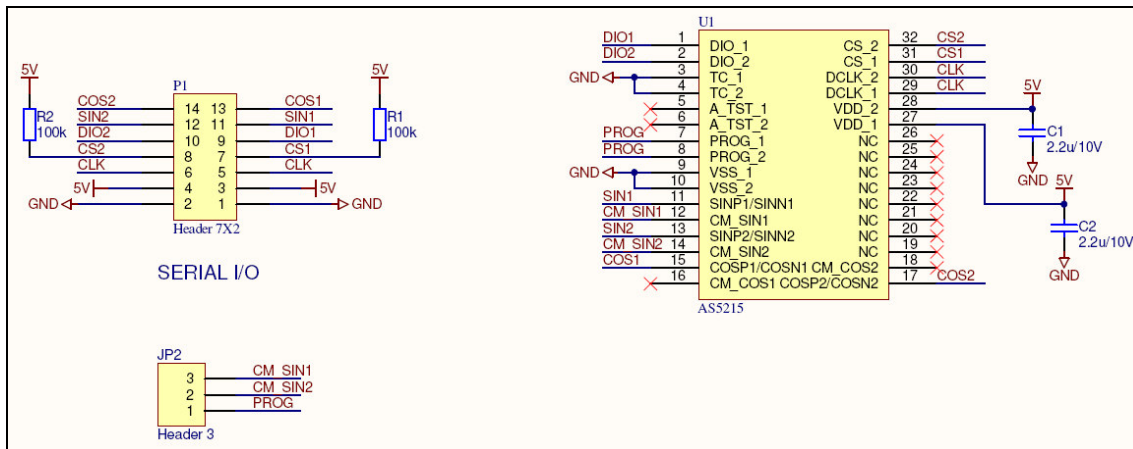 5V
R2
100k
P1
COS2 14 13 COS1
SIN2 12 11 SIN1
DIO2 10 9 DIO1
CS2 8 7 CS1
CLK 6 5 CLK
5V 4 3 5V
GND 2 1 GND
Header 7X2
5V
R1
100k
SERIAL I/O
JP2
3 CM_SIN1
2 CM_SIN2
1 PROG
Header 3
U1
DIO1 1 DIO_1 CS_2 32 CS2
DIO2 2 DIO_2 CS_1 31 CS1
GND 3 TC_1 DCLK_2 30 CLK
4 TC_2 DCLK_1 29 CLK
5 A_TST_1 VDD_2 28
6 A_TST_2 VDD_1 27
PROG 7 PROG_1 NC 26
PROG 8 PROG_2 NC 25
GND 9 VSS_1 NC 24
10 VSS_2 NC 23
SIN1 11 SINP1/SINN1 NC 22
CM_SIN1 12 CM_SIN1 NC 21
SIN2 13 SINP2/SINN2 NC 20
CM_SIN2 14 CM_SIN2 NC 19
COS1 15 COSP1/COSN1 CM_COS2 18
16 CM_COS1 COSP2/COSN2 17 COS2
AS5215
5V
C1
2.2u/10V
GND
5V
C2
2.2u/10V
GND